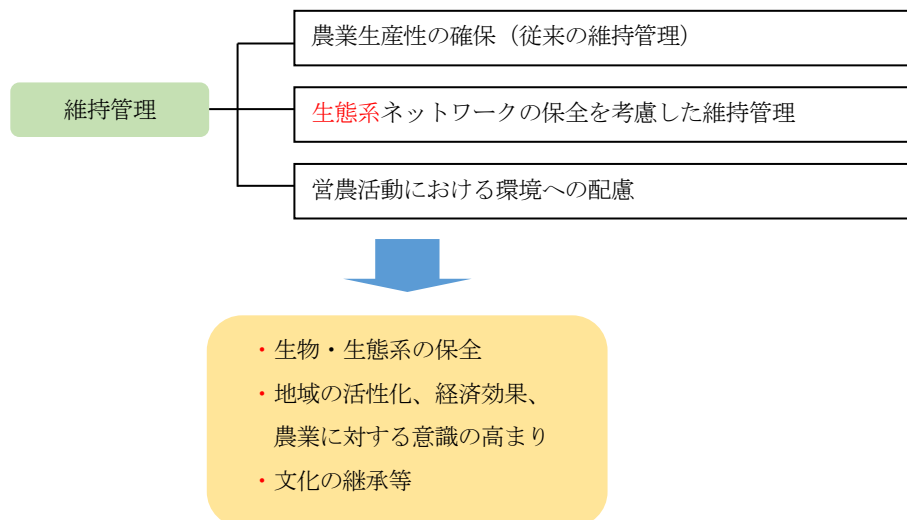 農業生産性の確保（従来の維持管理）
維持管理
生態系ネットワークの保全を考慮した維持管理
営農活動における環境への配慮
・生物・生態系の保全
・地域の活性化、経済効果、
農業に対する意識の高まり
・文化の継承等